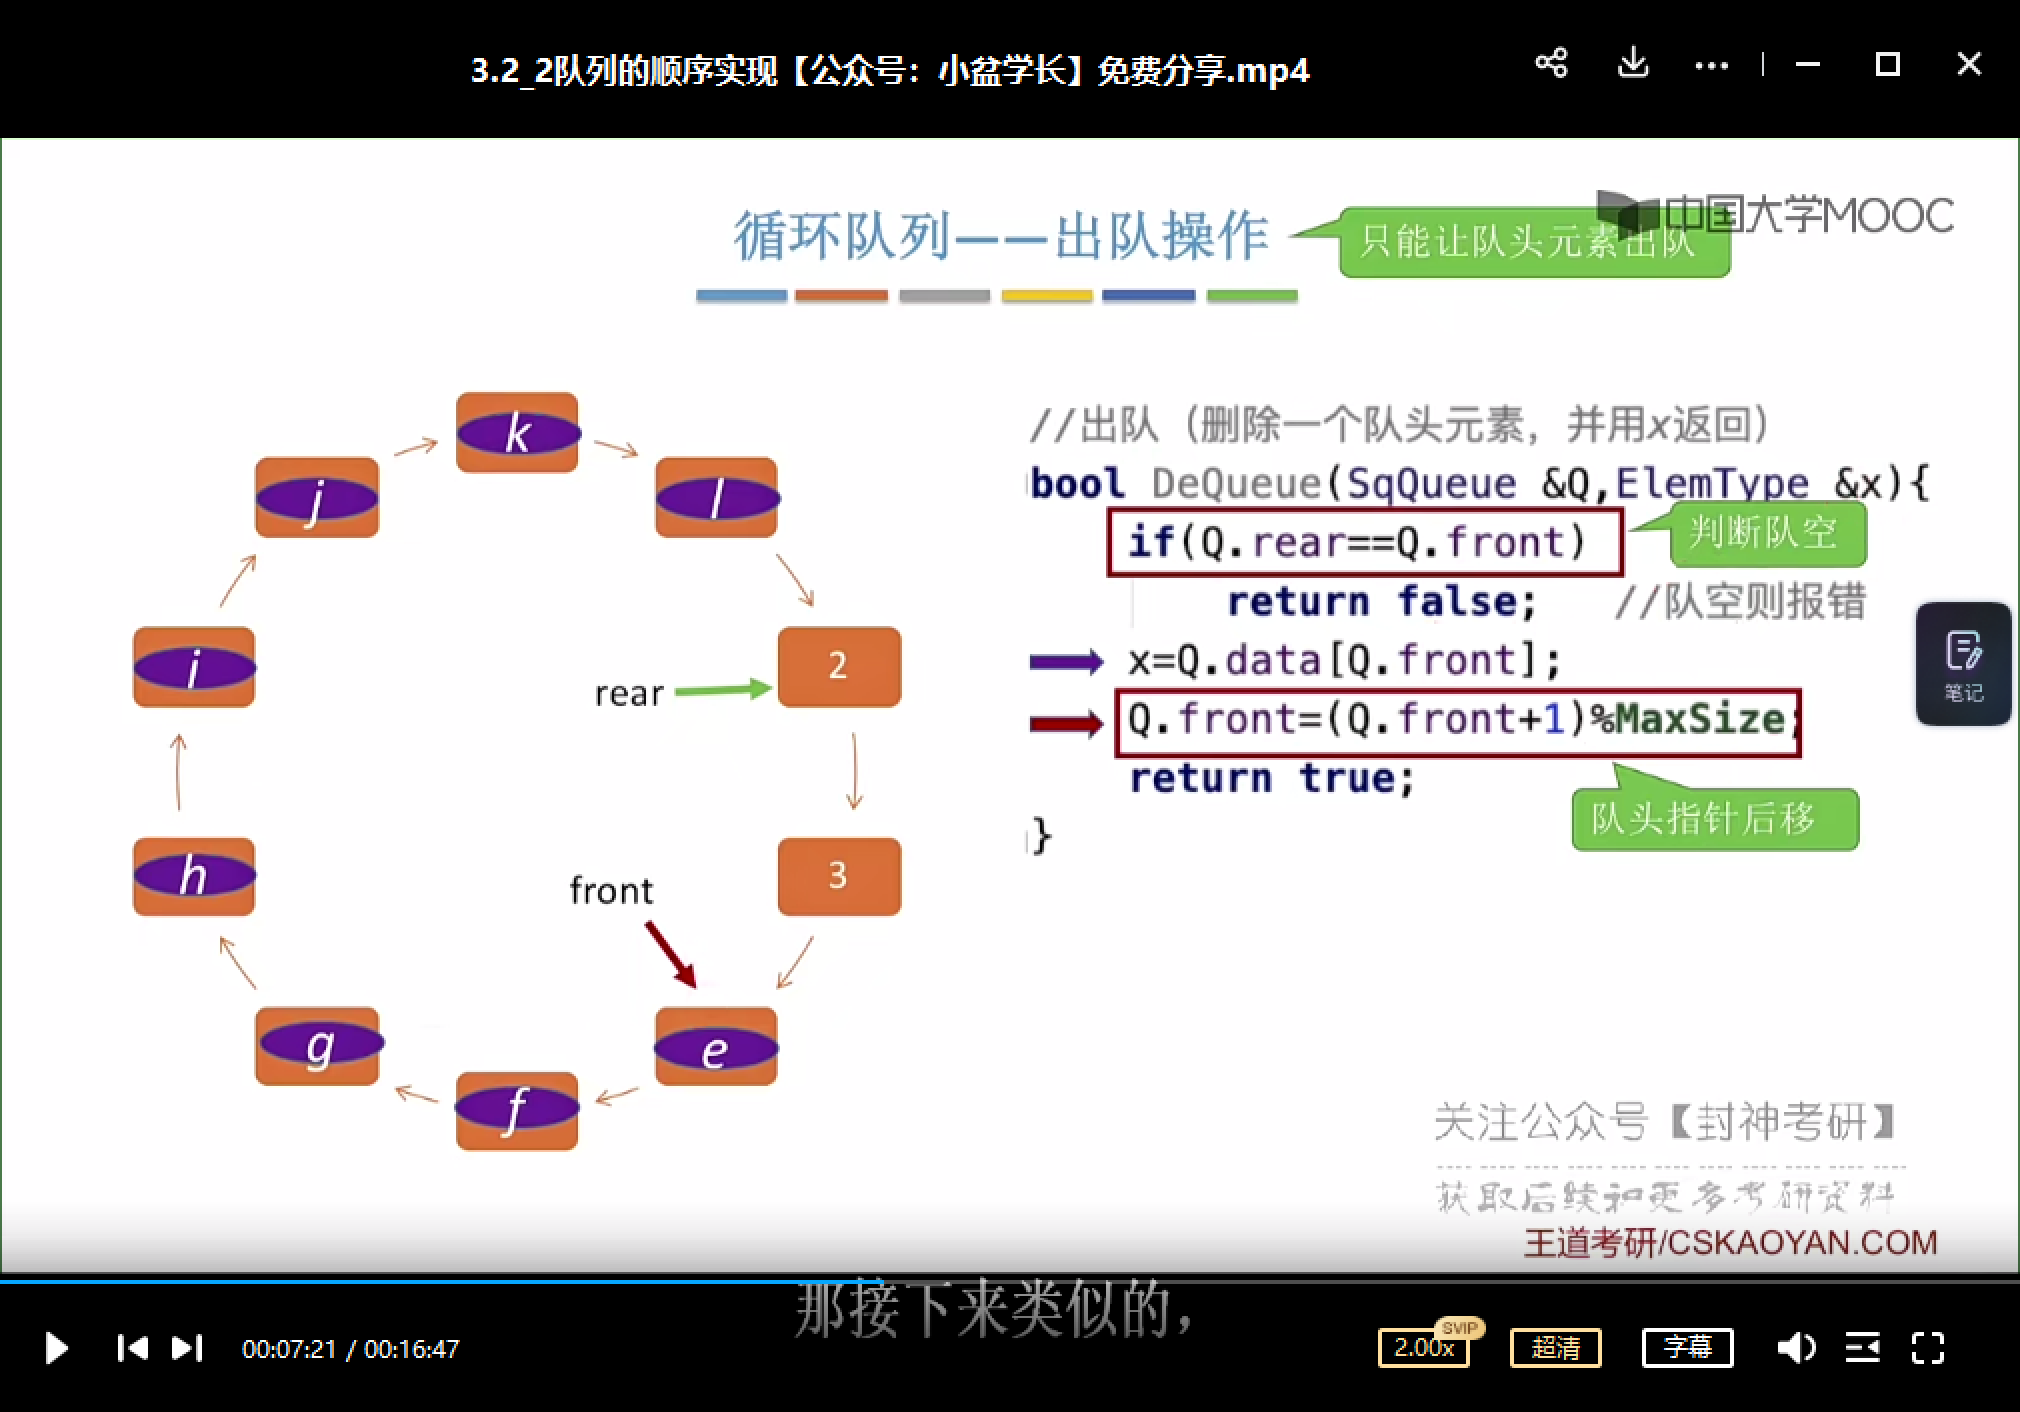 3.2_2队列的顺序实现【公众号：小盆学长】免费分享.mp4
中国大学MOOC
循环队列——出队操作
只能让队头元素出队
k
j
l
i
2
rear
h
3
front
g
e
f
//出队（删除一个队头元素，并用x返回）
bool DeQueue(SqQueue &Q,ElemType &x){
if(Q.rear==Q.front)
判断队空
return false; //队空则报错
x=Q.data[Q.front];
Q.front=(Q.front+1)%MaxSize;
return true;
队头指针后移
}
笔记
关注公众号【封神考研】
获取后续和更多考研资料
王道考研/CSKAOYAN.COM
那接下来类似的，
00:07:21 / 00:16:47
2.00x
SVIP
超清
字幕